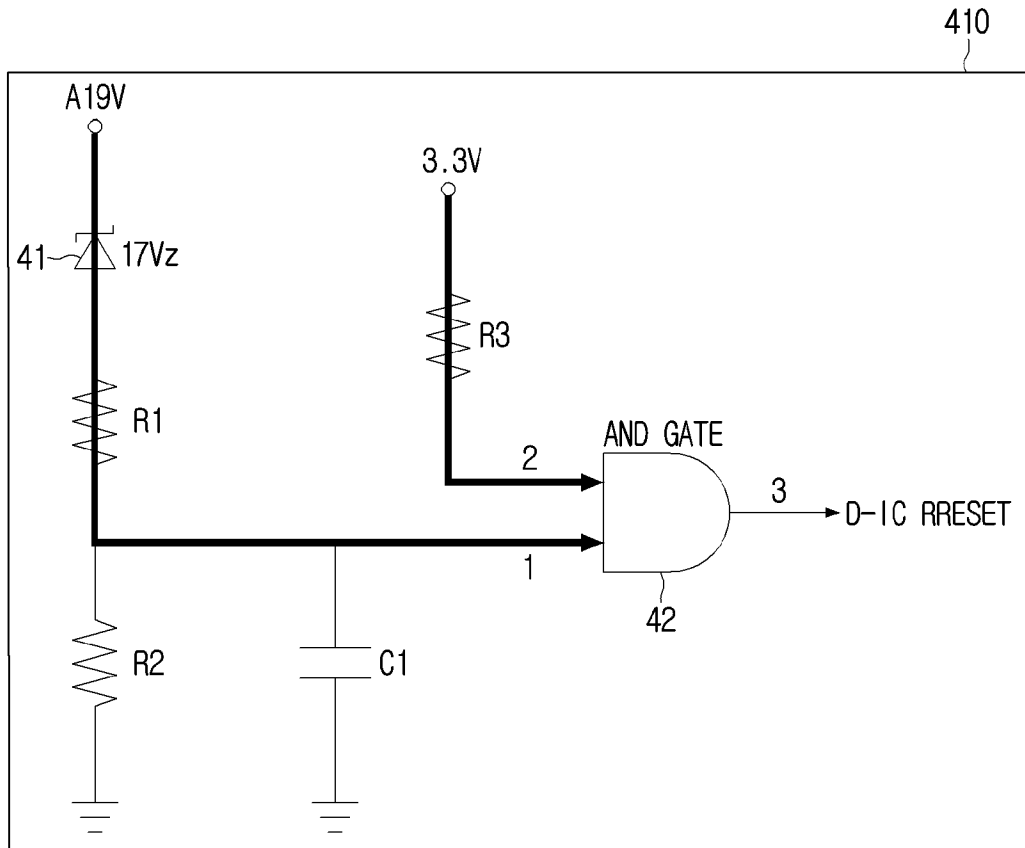 410
A19V
3.3V
41
17Vz
R3
R1
AND GATE
2
3
D-IC RRESET
1
42
R2
C1